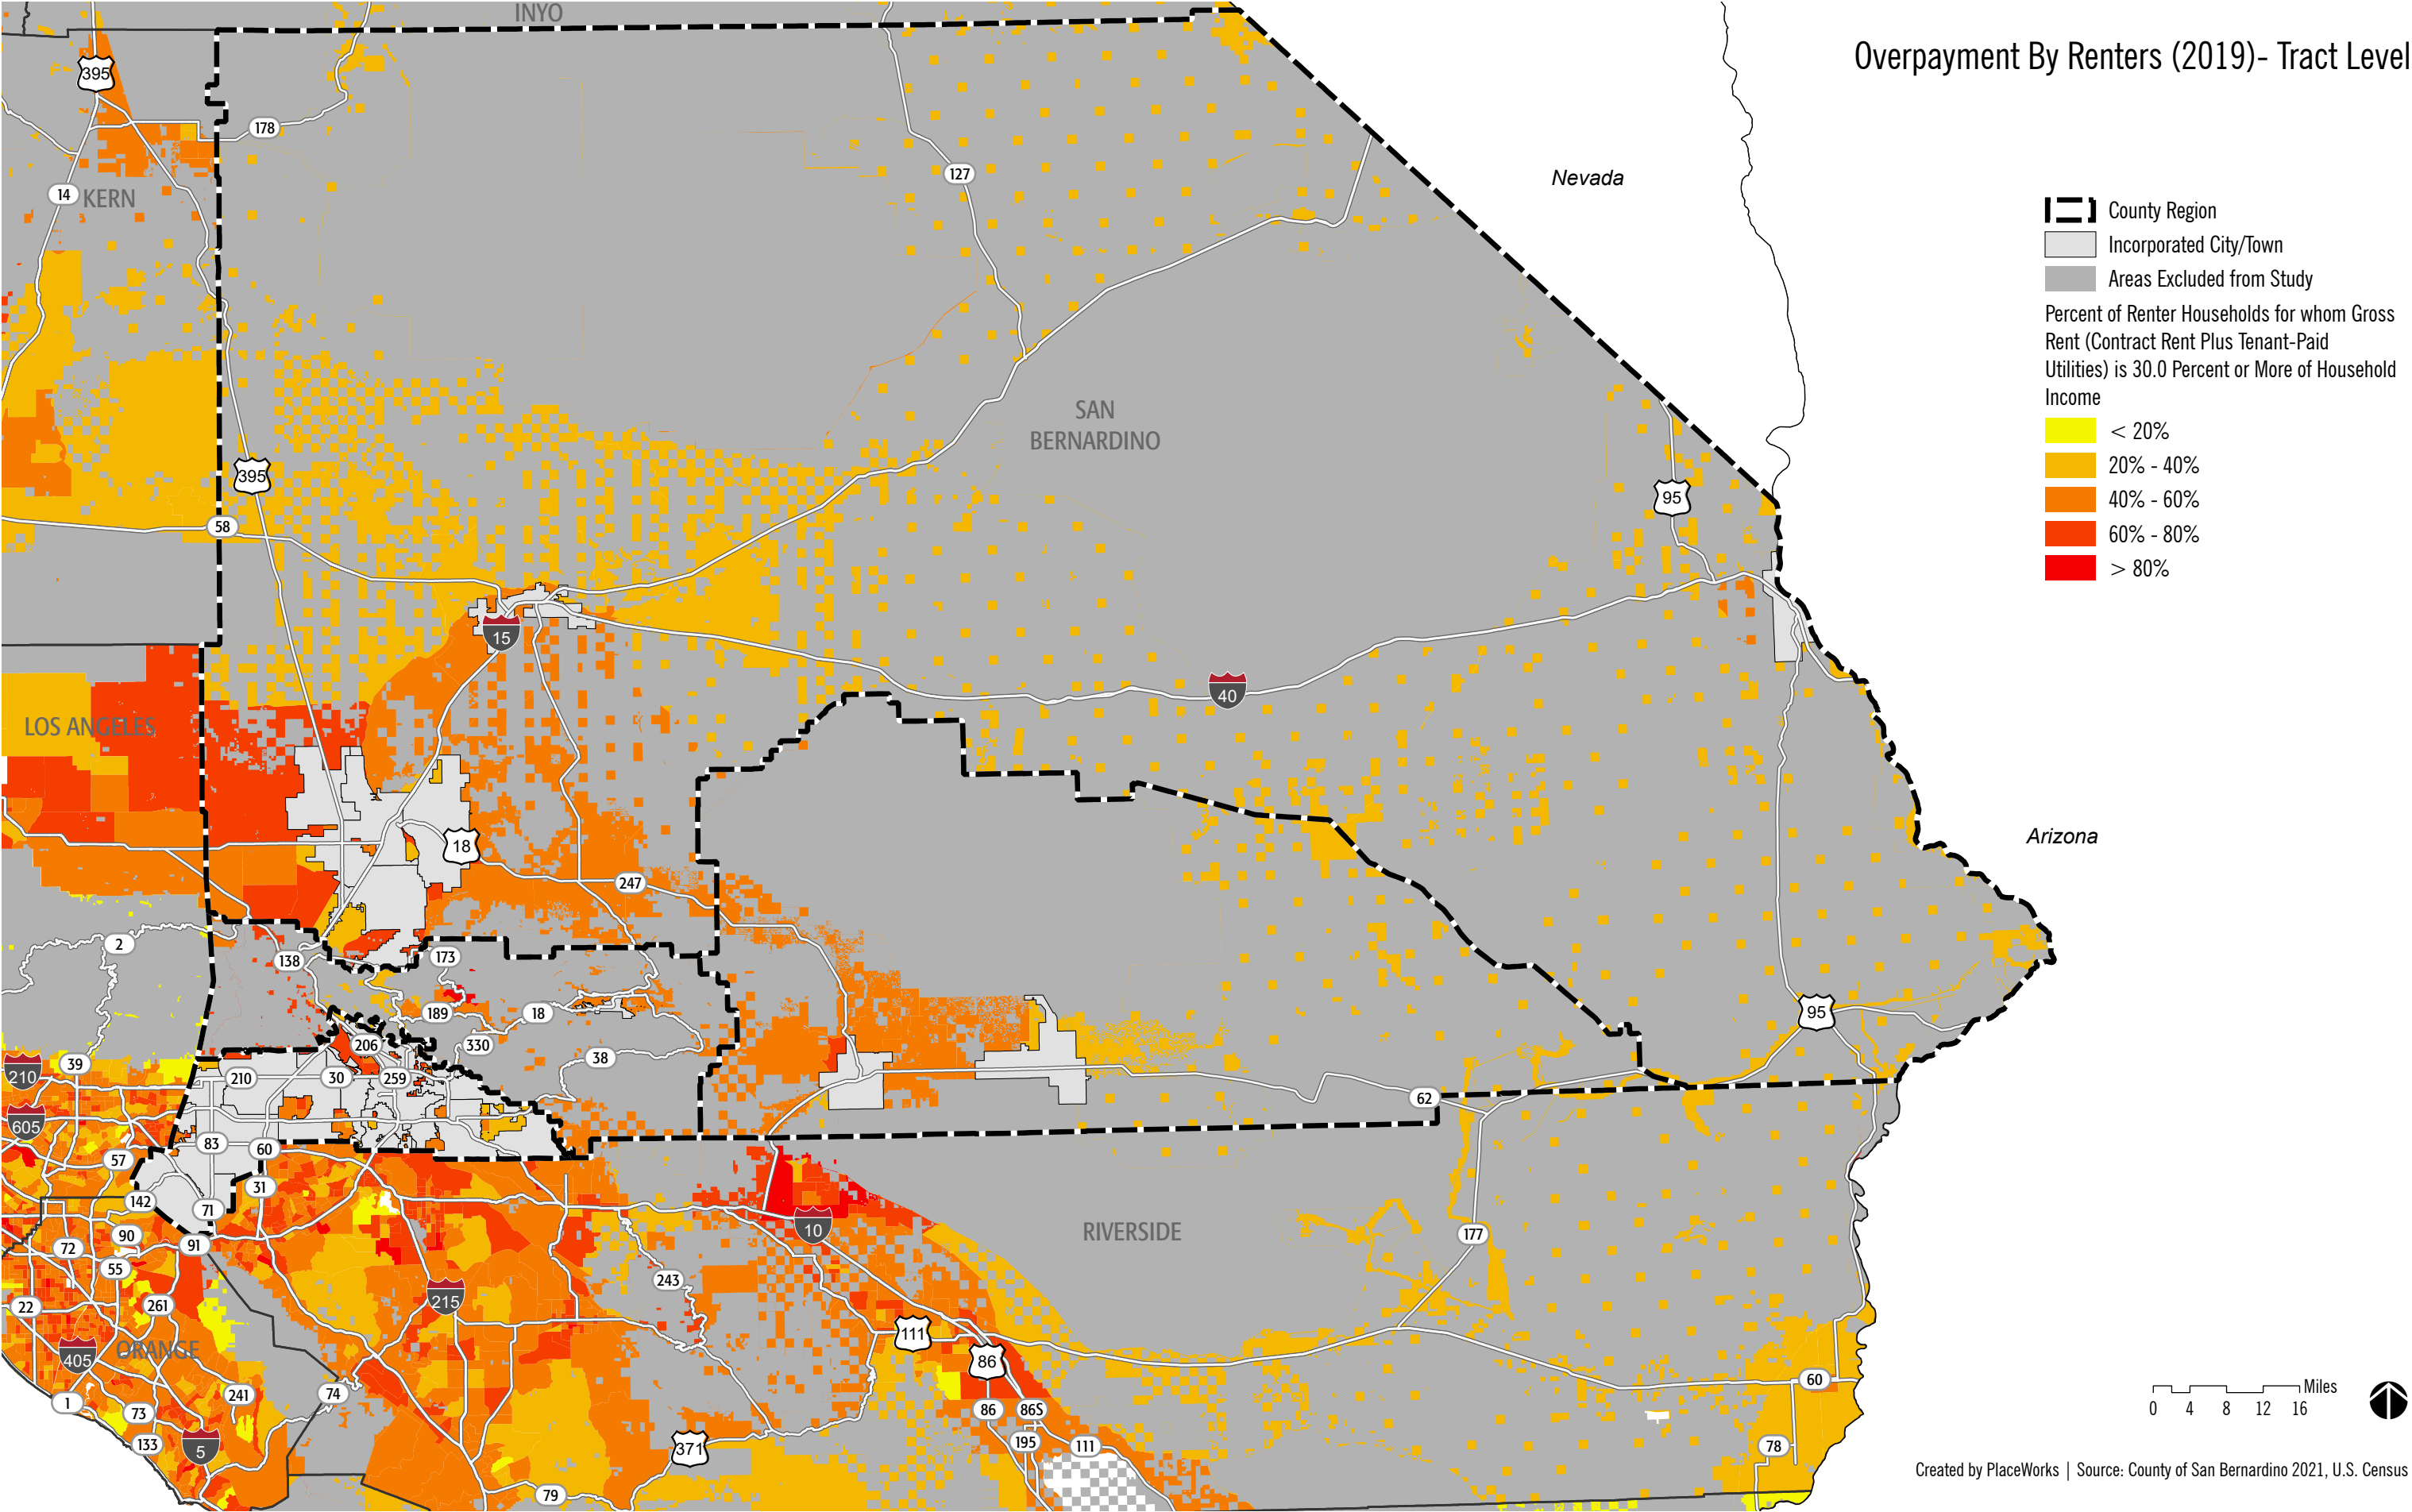 Overpayment By Renters (2019)- Tract Level
INYO
395
178
14
KERN
127
Nevada
County Region
Incorporated City/Town
Areas Excluded from Study
Percent of Renter Households for whom Gross
Rent (Contract Rent Plus Tenant-Paid
Utilities) is 30.0 Percent or More of Household
Income
< 20%
20% - 40%
40% - 60%
60% - 80%
> 80%
SAN
BERNARDINO
395
95
58
15
40
LOS ANGELES
18
Arizona
247
2
138
173
189
18
95
206
330
38
39
210
210
30
259
62
605
83
60
57
31
142
71
10
RIVERSIDE
177
90
91
72
55
243
261
215
22
111
ORANGE
405
86
74
60
241
1
73
86
86S
133
5
371
195
111
78
79
Miles
0 4 8 12 16
Created by PlaceWorks | Source: County of San Bernardino 2021, U.S. Census